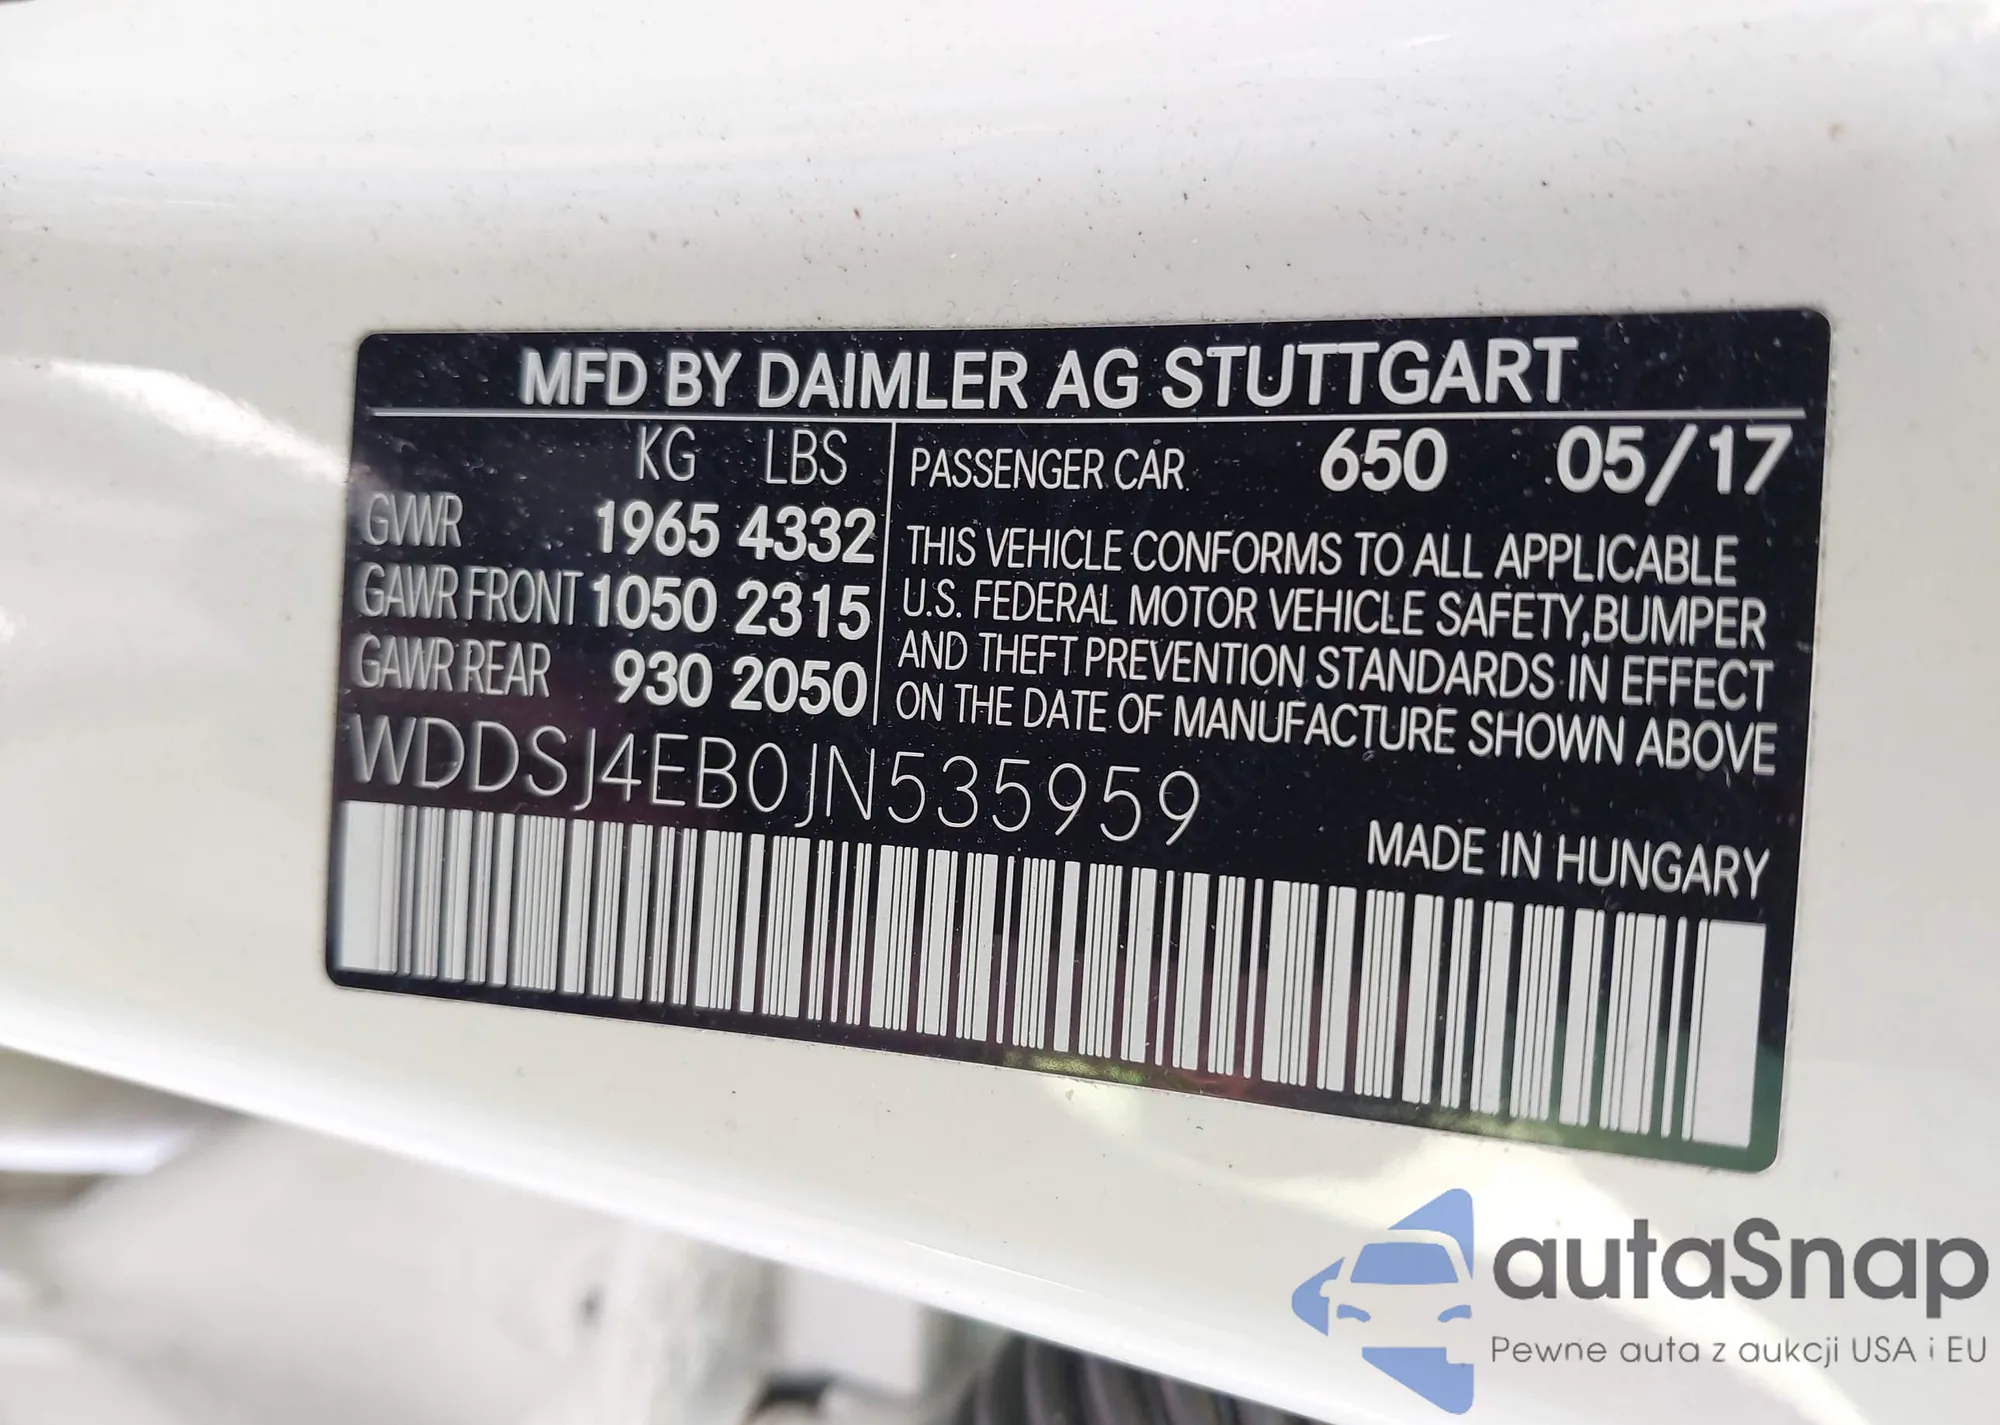 MFD BY DAIMLER AG STUTTGART
KG LBS
GVWR 1965 4332
GAWR FRONT 1050 2315
GAWR REAR 930 2050
PASSENGER CAR 650 05/17
THIS VEHICLE CONFORMS TO ALL APPLICABLE
U.S. FEDERAL MOTOR VEHICLE SAFETY,BUMPER
AND THEFT PREVENTION STANDARDS IN EFFECT
ON THE DATE OF MANUFACTURE SHOWN ABOVE
WDDSJ4EB0JN535959
MADE IN HUNGARY
autaSnap
Pewne auta z aukcji USA i EU